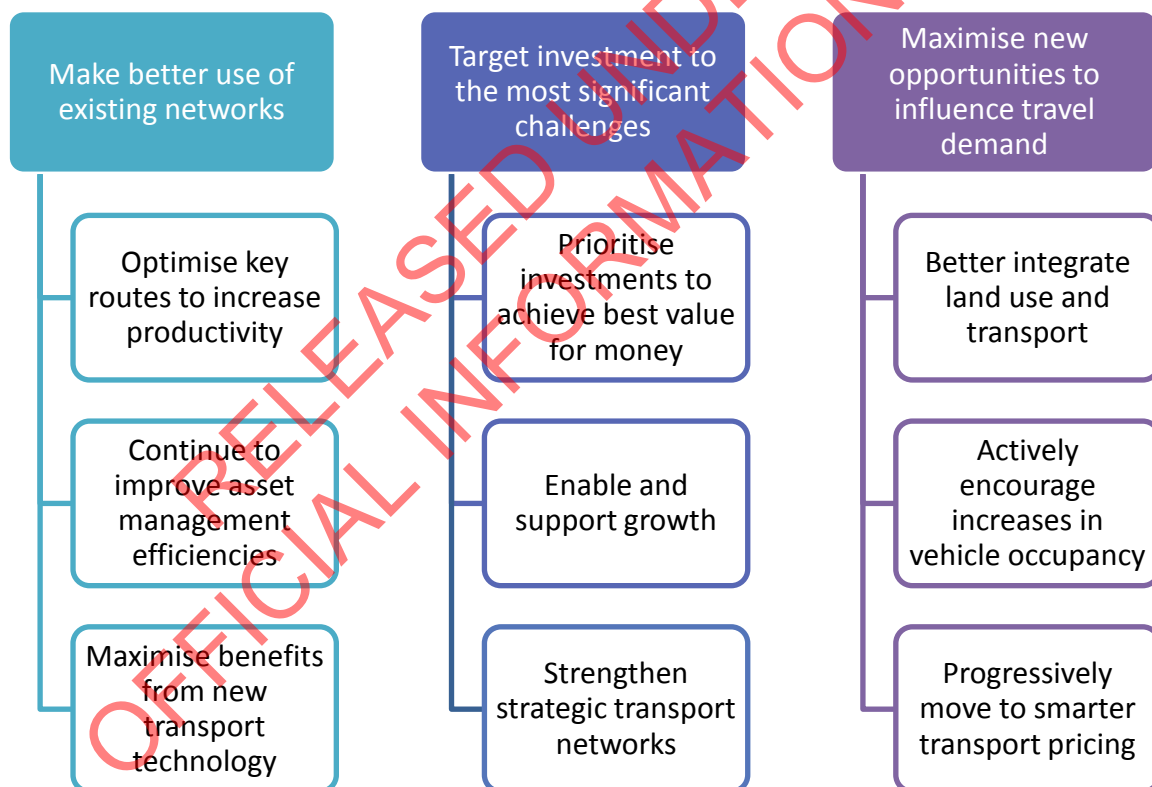 Make better use of
existing networks
Optimise key
routes to increase
productivity
Continue to
improve asset
management
efficiencies
Maximise benefits
from new
transport
technology
Target investment to
the most significant
challenges
Prioritise
investments to
achieve best value
for money
Enable and
support growth
Strengthen
strategic transport
networks
Maximise new
opportunities to
influence travel
demand
Better integrate
land use and
transport
Actively
encourage
increases in
vehicle occupancy
Progressively
move to smarter
transport pricing
RELEASED
OFFICIAL INFORMATION